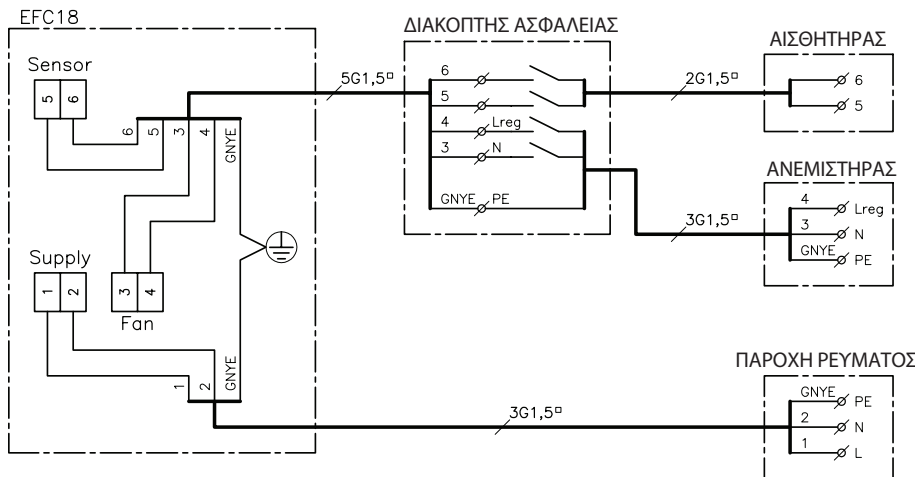 EFC18
Sensor
5 6
6 5 3 4 GNYE
Supply
1 2
3 4
Fan
1 2 GNYE
5G1,5□
ΔΙΑΚΟΠΤΗΣ ΑΣΦΑΛΕΙΑΣ
6
5
4 Lreg
3 N
GNYE PE
2G1,5□
ΑΙΣΘΗΤΗΡΑΣ
6
5
3G1,5□
ΑΝΕΜΙΣΤΗΡΑΣ
4 Lreg
3 N
GNYE PE
3G1,5□
ΠΑΡΟΧΗ ΡΕΥΜΑΤΟΣ
GNYE PE
2 N
1 L